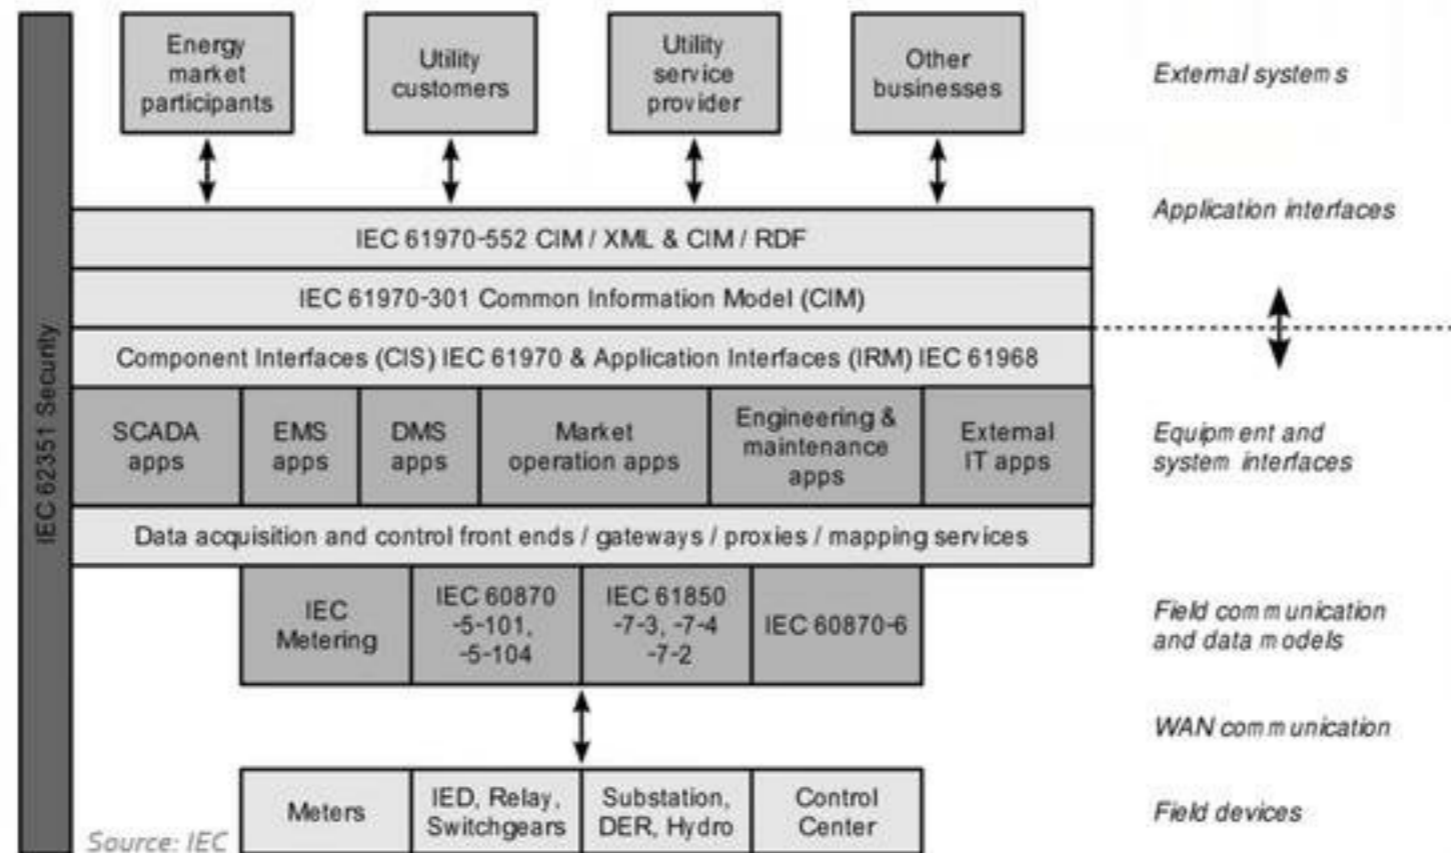 Energy
market
participants
Utility
customers
Utility
service
provider
Other
businesses
External systems
Application interfaces
IEC 61970-552 CIM / XML & CIM / RDF
IEC 61970-301 Common Information Model (CIM)
Component Interfaces (CIS) IEC 61970 & Application Interfaces (IRM) IEC 61968
IEC 62351 Security
SCADA
apps
EMS
apps
DMS
apps
Market
operation apps
Engineering &
maintenance
apps
External
IT apps
Equipment and
system interfaces
Data acquisition and control front ends / gateways / proxies / mapping services
IEC
Metering
IEC 60870
-5-101,
-5-104
IEC 61850
-7-3, -7-4
-7-2
IEC 60870-6
Field communication
and data models
WAN communication
Meters
IED, Relay,
Switchgears
Substation,
DER, Hydro
Control
Center
Field devices
Source: IEC